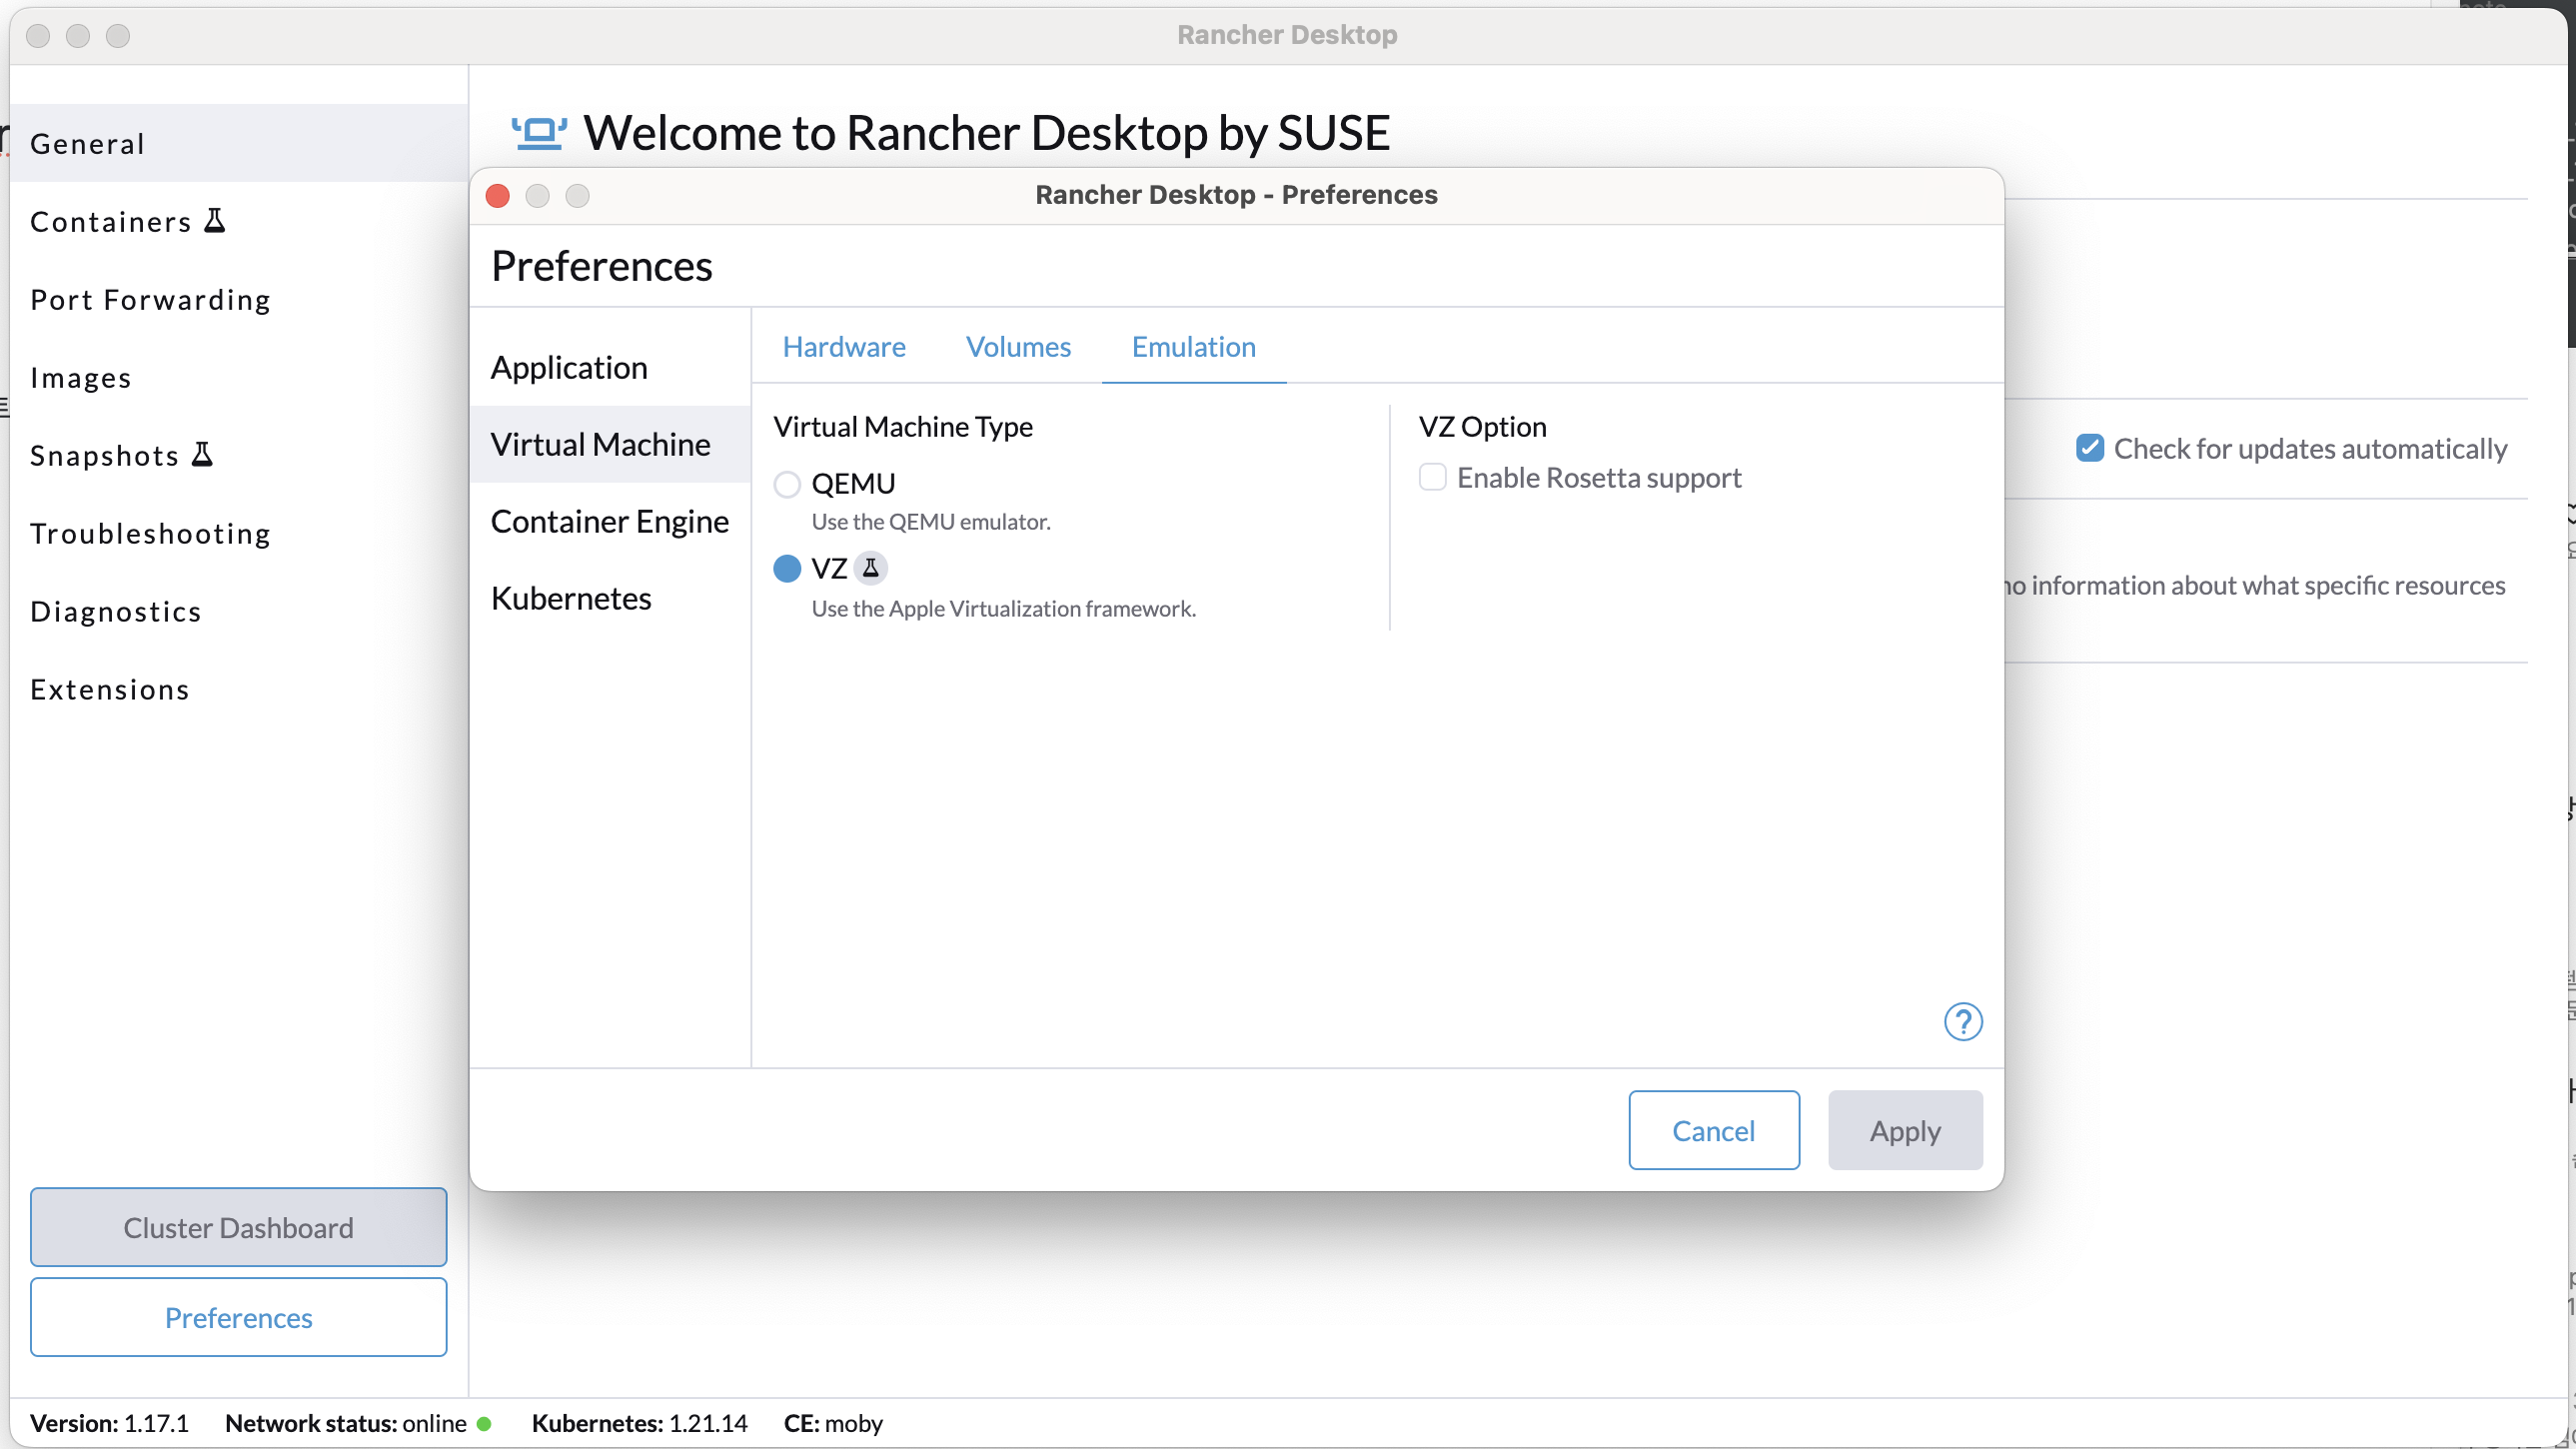 Rancher Desktop
General
Containers
Port Forwarding
Images
Snapshots
Troubleshooting
Diagnostics
Extensions
Cluster Dashboard
Preferences
Welcome to Rancher Desktop by SUSE
Check for updates automatically
no information about what specific resources
Rancher Desktop - Preferences
Preferences
Application
Virtual Machine
Container Engine
Kubernetes
Hardware Volumes Emulation
Virtual Machine Type
QEMU
Use the QEMU emulator.
VZ
Use the Apple Virtualization framework.
VZ Option
Enable Rosetta support
?
Cancel Apply
Version: 1.17.1 Network status: online Kubernetes: 1.21.14 CE: moby